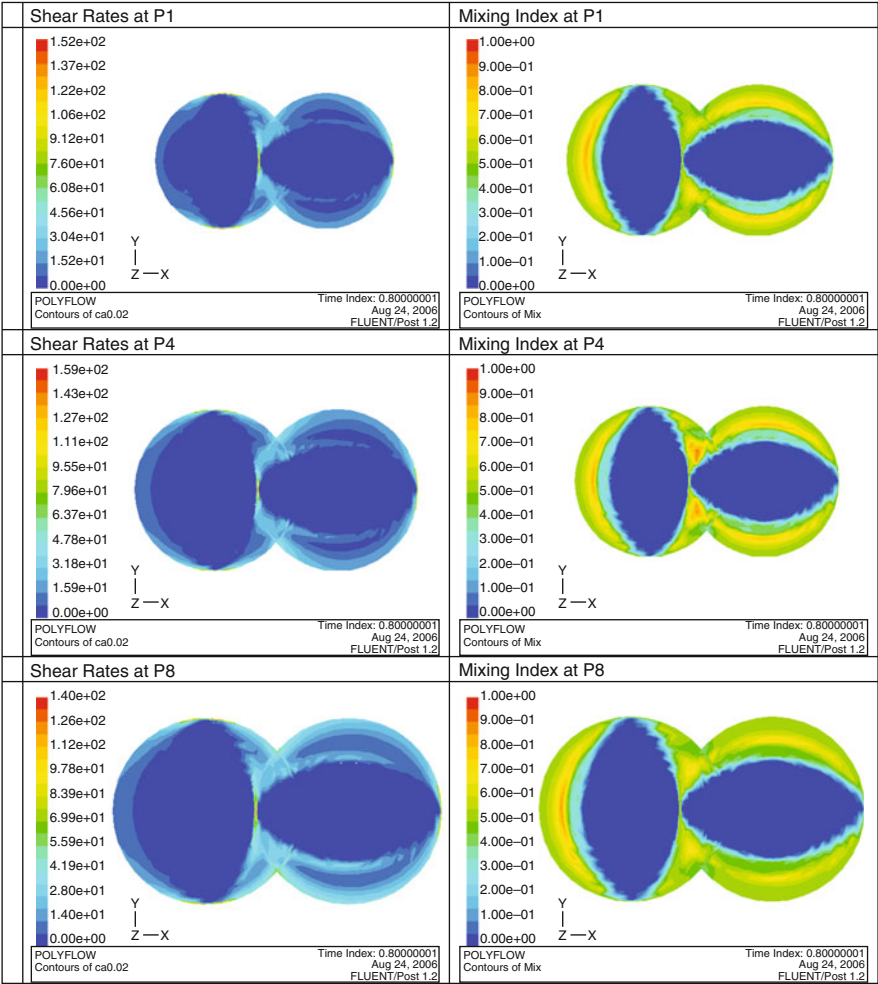 Shear Rates at P1
1.52e+02
1.37e+02
1.22e+02
1.06e+02
9.12e+01
7.60e+01
6.08e+01
4.56e+01
3.04e+01
1.52e+01
0.00e+00
Y
Z X
POLYFLOW
Contours of ca0.02
Time Index: 0.80000001
Aug 24, 2006
FLUENT/Post 1.2
Mixing Index at P1
1.00e+00
9.00e–01
8.00e–01
7.00e–01
6.00e–01
5.00e–01
4.00e–01
3.00e–01
2.00e–01
1.00e–01
0.00e+00
Y
Z X
POLYFLOW
Contours of Mix
Time Index: 0.80000001
Aug 24, 2006
FLUENT/Post 1.2
Shear Rates at P4
1.59e+02
1.43e+02
1.27e+02
1.11e+02
9.55e+01
7.96e+01
6.37e+01
4.78e+01
3.18e+01
1.59e+01
0.00e+00
Y
Z X
POLYFLOW
Contours of ca0.02
Time Index: 0.80000001
Aug 24, 2006
FLUENT/Post 1.2
Mixing Index at P4
1.00e+00
9.00e–01
8.00e–01
7.00e–01
6.00e–01
5.00e–01
4.00e–01
3.00e–01
2.00e–01
1.00e–01
0.00e+00
Y
Z X
POLYFLOW
Contours of Mix
Time Index: 0.80000001
Aug 24, 2006
FLUENT/Post 1.2
Shear Rates at P8
1.40e+02
1.26e+02
1.12e+02
9.78e+01
8.39e+01
6.99e+01
5.59e+01
4.19e+01
2.80e+01
1.40e+01
0.00e+00
Y
Z X
POLYFLOW
Contours of ca0.02
Time Index: 0.80000001
Aug 24, 2006
FLUENT/Post 1.2
Mixing Index at P8
1.00e+00
9.00e–01
8.00e–01
7.00e–01
6.00e–01
5.00e–01
4.00e–01
3.00e–01
2.00e–01
1.00e–01
0.00e+00
Y
Z X
POLYFLOW
Contours of Mix
Time Index: 0.80000001
Aug 24, 2006
FLUENT/Post 1.2